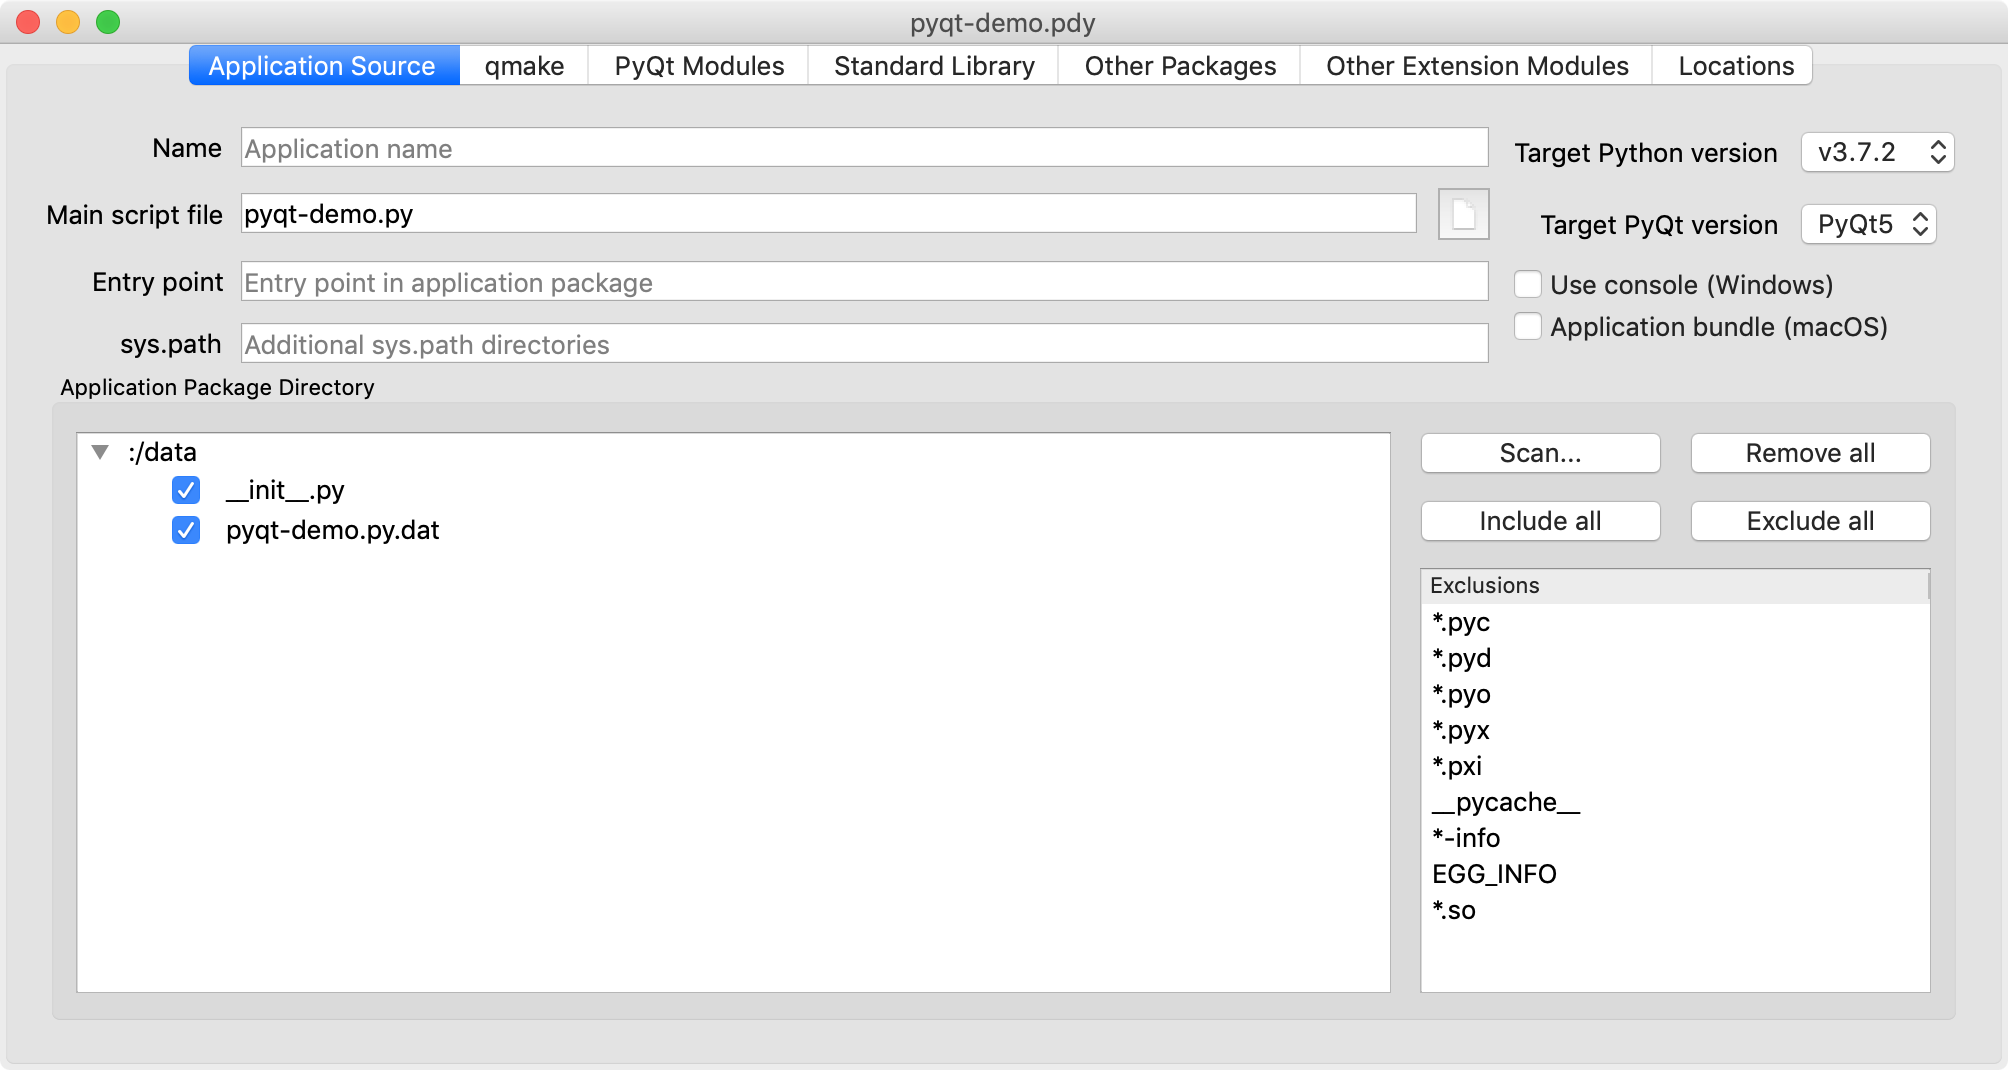 pyqt-demo.pdy
Application Source qmake PyQt Modules Standard Library Other Packages Other Extension Modules Locations
Name Application name Target Python version v3.7.2
Main script file pyqt-demo.py Target PyQt version PyQt5
Entry point Entry point in application package Use console (Windows)
sys.path Additional sys.path directories Application bundle (macOS)
Application Package Directory
:/data
__init__.py
pyqt-demo.py.dat
Scan... Remove all
Include all Exclude all
Exclusions
*.pyc
*.pyd
*.pyo
*.pyx
*.pxi
__pycache__
*-info
EGG_INFO
*.so